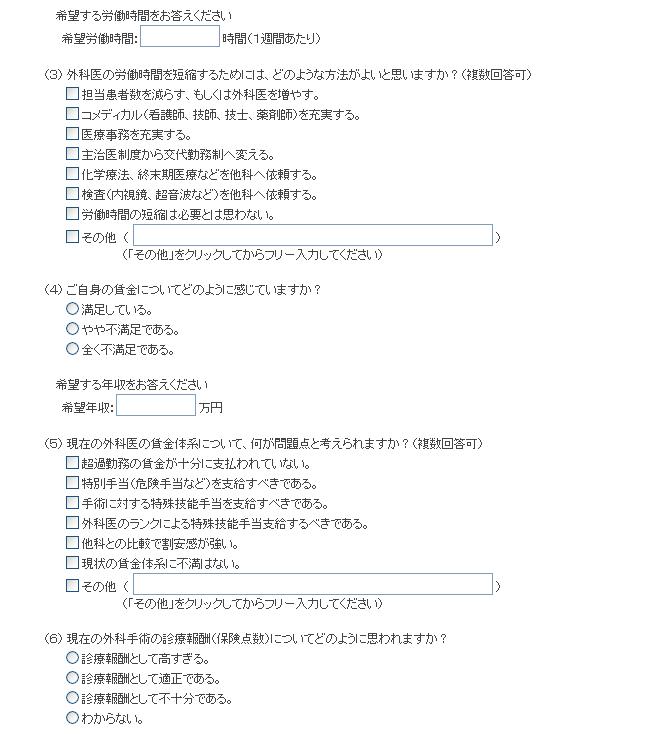 希望する労働時間をお答えください
希望労働時間: 時間(1週間あたり)
(3) 外科医の労働時間を短縮するためには、どのような方法がよいと思いますか?(複数回答可)
担当患者数を減らす、もしくは外科医を増やす。
コメディカル(看護師、技師、技士、薬剤師)を充実する。
医療事務を充実する。
主治医制度から交代勤務制へ変える。
化学療法、終末期医療などを他科へ依頼する。
検査(内視鏡、超音波など)を他科へ依頼する。
労働時間の短縮は必要とは思わない。
その他 ( )
(「その他」をクリックしてからフリー入力してください)
(4) ご自身の賃金についてどのように感じていますか?
満足している。
やや不満足である。
全く不満足である。
希望する年収をお答えください
希望年収: 万円
(5) 現在の外科医の賃金体系について、何が問題点と考えられますか?(複数回答可)
超過勤務の賃金が十分に支払われていない。
特別手当(危険手当など)を支給すべきである。
手術に対する特殊技能手当を支給すべきである。
外科医のランクによる特殊技能手当支給するべきである。
他科との比較で割安感が強い。
現状の賃金体系に不満はない。
その他 ( )
(「その他」をクリックしてからフリー入力してください)
(6) 現在の外科手術の診療報酬(保険点数)についてどのように思われますか?
診療報酬として高すぎる。
診療報酬として適正である。
診療報酬として不十分である。
わからない。